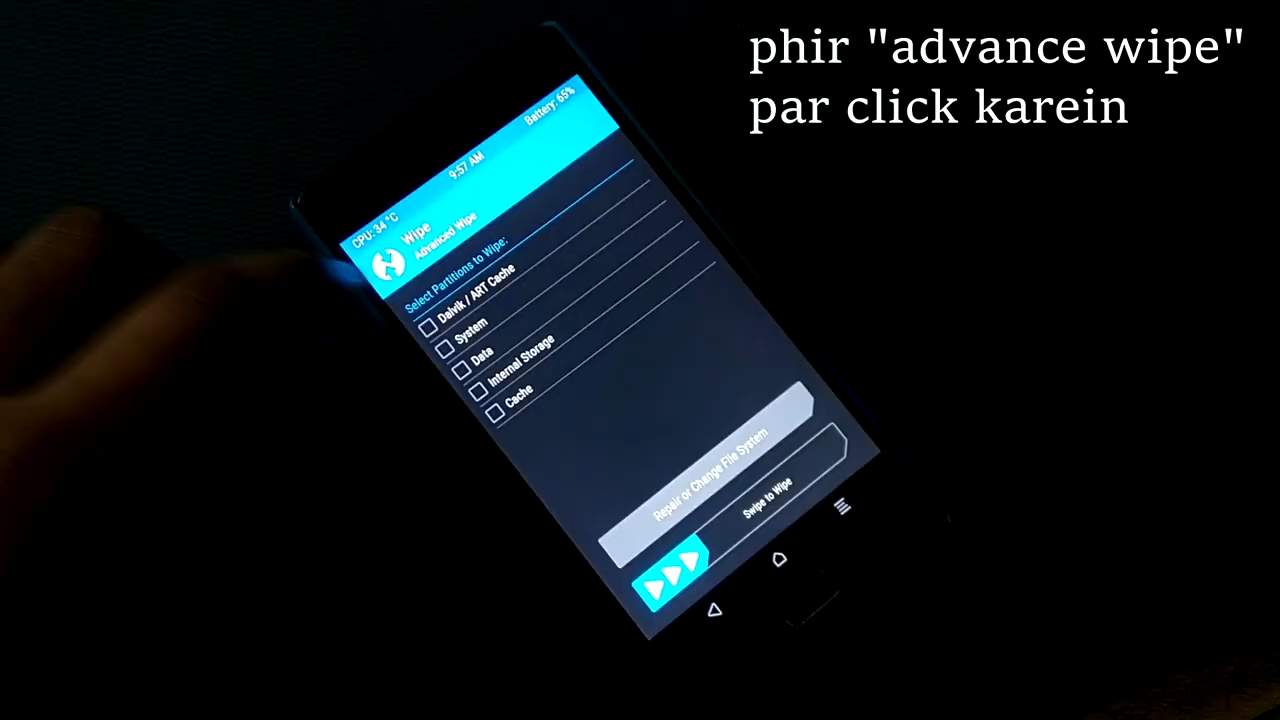 phir "advance wipe"
par click karein
Battery: 65%
9:57 AM
CPU: 34 °C
Wipe
Advanced Wipe
Select Partitions to Wipe:
Dalvik / ART Cache
System
Data
Internal Storage
Cache
Repair or Change File System
Swipe to Wipe